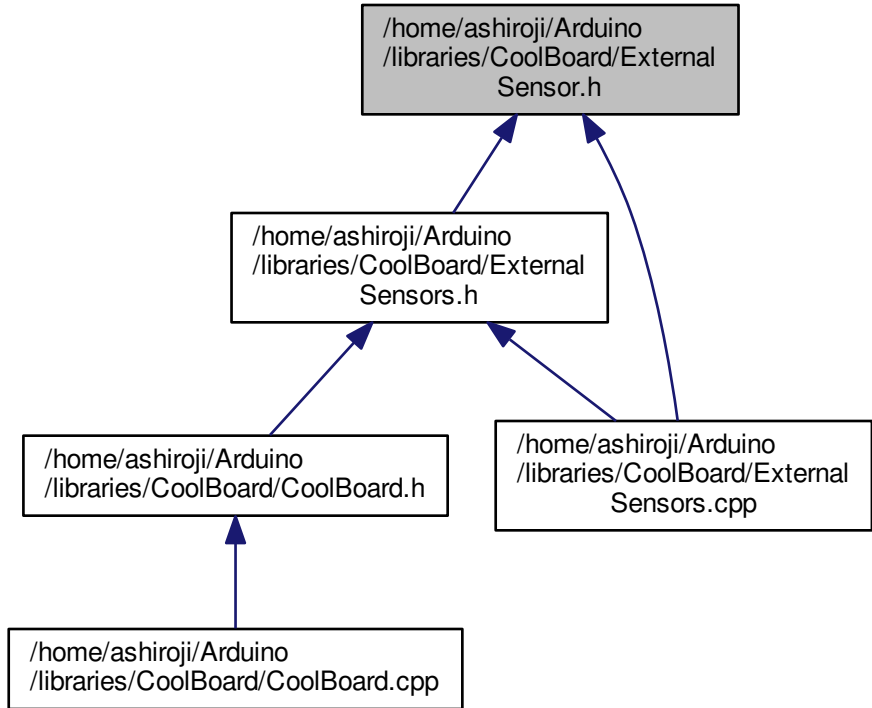 /home/ashiroji/Arduino
/libraries/CoolBoard/External
Sensor.h
/home/ashiroji/Arduino
/libraries/CoolBoard/External
Sensors.h
/home/ashiroji/Arduino
/libraries/CoolBoard/CoolBoard.h
/home/ashiroji/Arduino
/libraries/CoolBoard/External
Sensors.cpp
/home/ashiroji/Arduino
/libraries/CoolBoard/CoolBoard.cpp